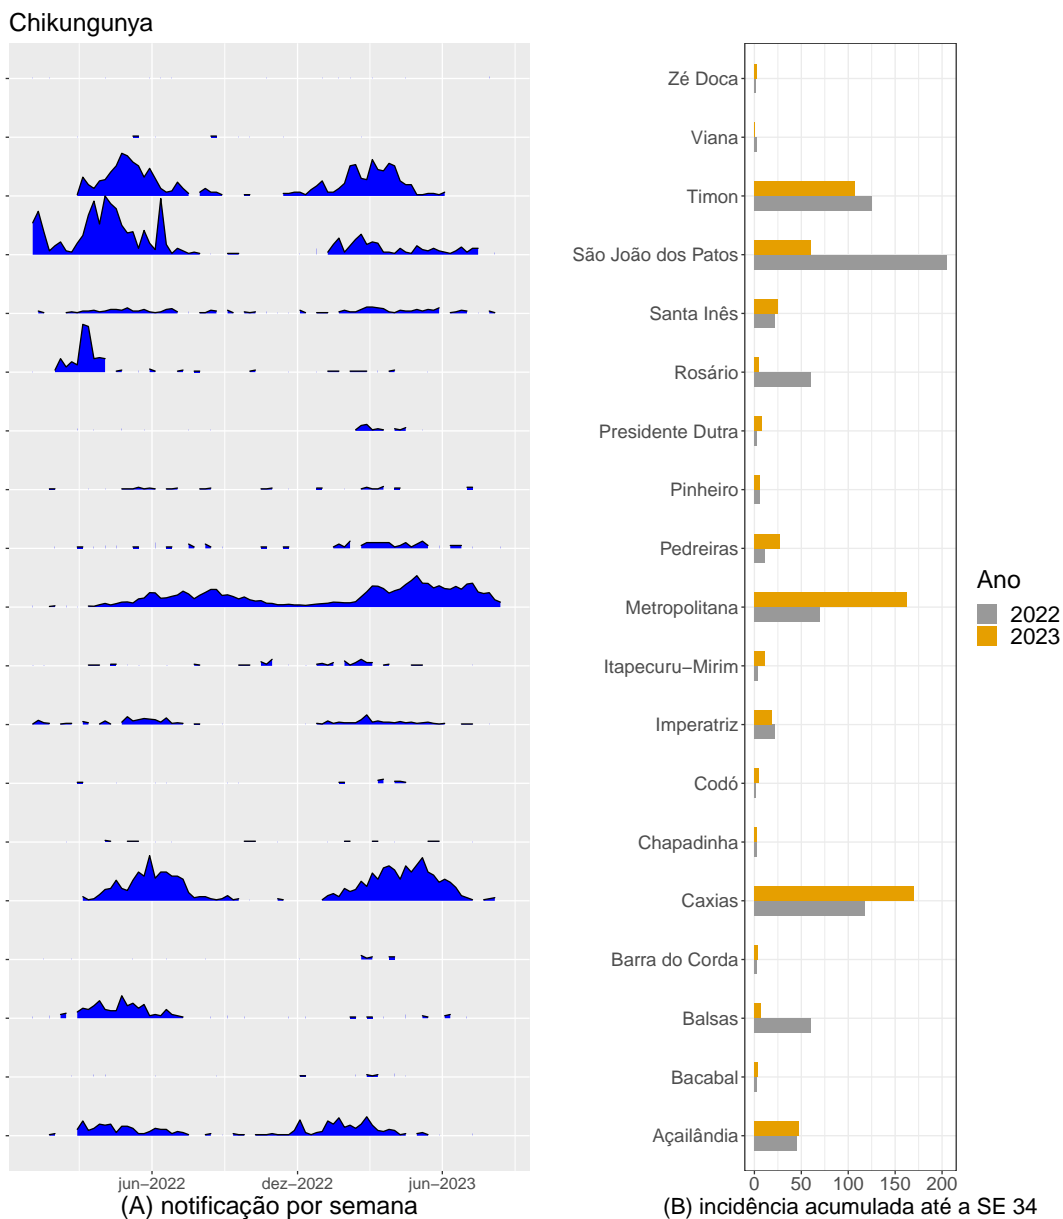 Chikungunya
Zé Doca
Viana
Timon
São João dos Patos
Santa Inês
Rosário
Presidente Dutra
Pinheiro
Pedreiras
Metropolitana
Itapecuru−Mirim
Imperatriz
Codó
Chapadinha
Caxias
Barra do Corda
Balsas
Bacabal
Açailândia
jun−2022 dez−2022 jun−2023
(A) notificação por semana
0 50 100 150 200
(B) incidência acumulada até a SE 34
Ano
2022
2023